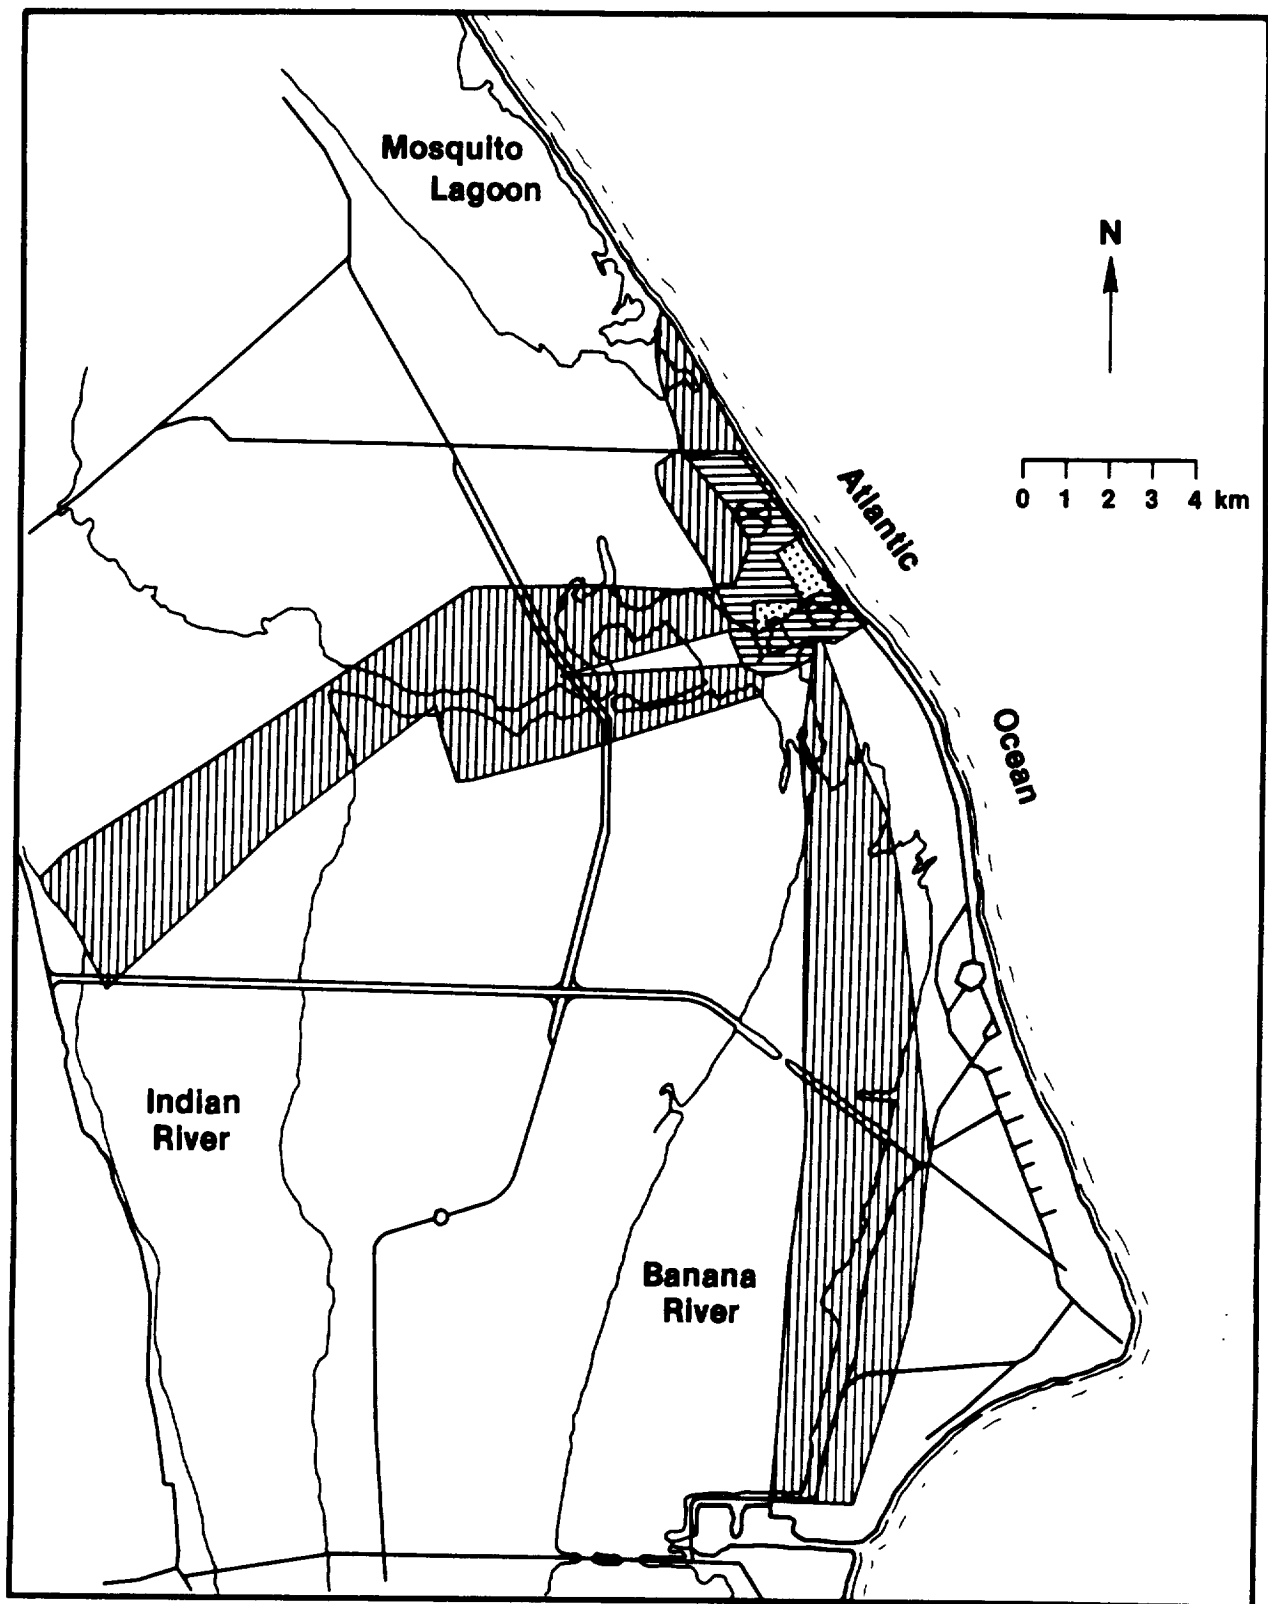 Mosquito
Lagoon
N
0 1 2 3 4 km
Atlantic
Ocean
Indian
River
Banana
River